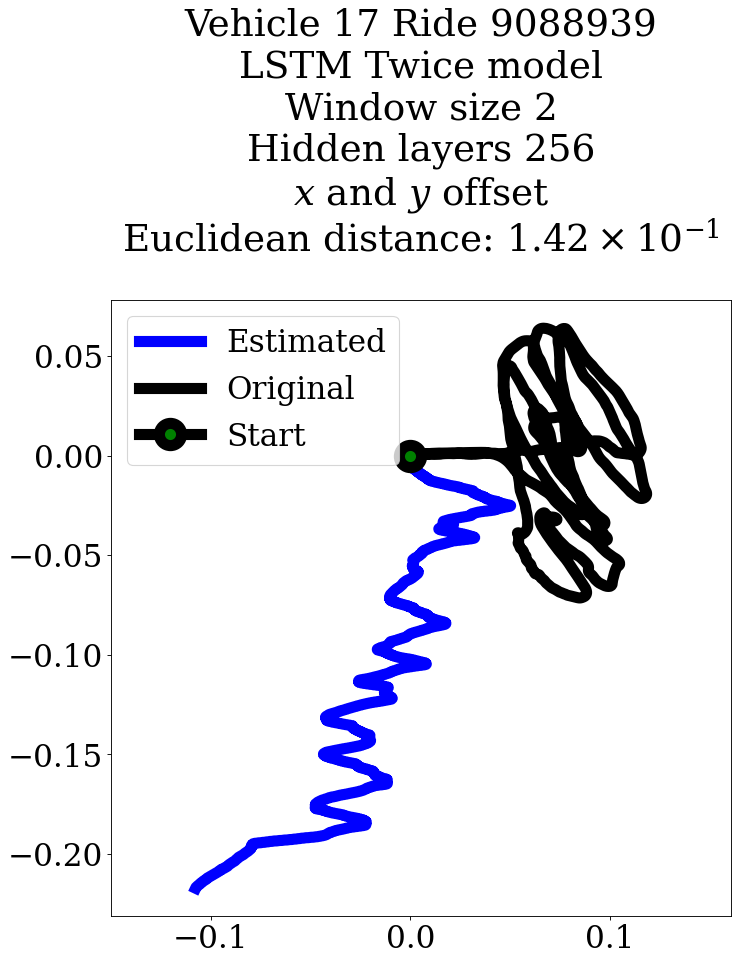 Vehicle 17 Ride 9088939
LSTM Twice model
Window size 2
Hidden layers 256
x and y offset
Euclidean distance: 1.42 × 10⁻¹
Estimated
Original
Start
0.05
0.00
−0.05
−0.10
−0.15
−0.20
−0.1 0.0 0.1